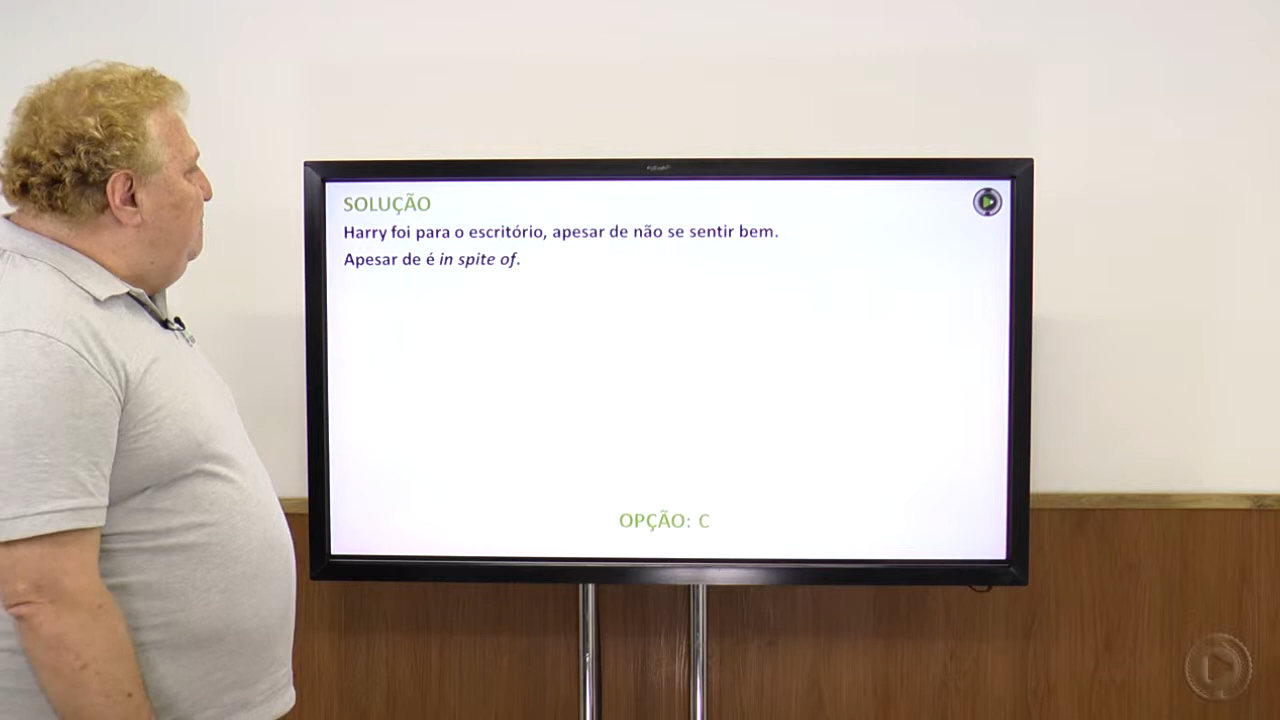 SOLUÇÃO
Harry foi para o escritório, apesar de não se sentir bem.
Apesar de é in spite of.
OPÇÃO: C